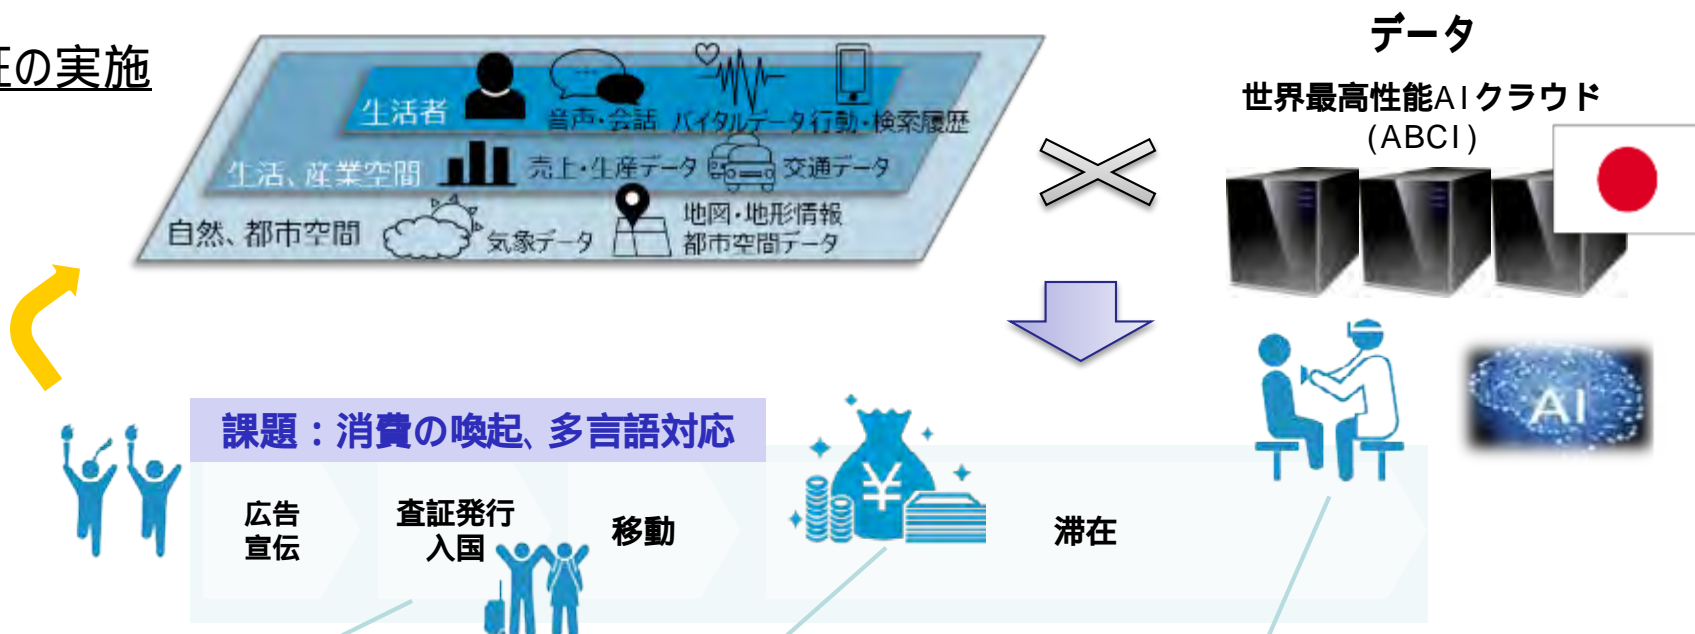 の実施
データ
世界最高性能AIクラウド
(ABCI)
生活者
音声・会話 バイタルデータ 行動・検索履歴
生活、産業空間
売上・生産データ
交通データ
自然、都市空間
気象データ
地図・地形情報
都市空間データ
AI
課題：消費の喚起、多言語対応
広告
宣伝
査証発行
入国
移動
¥
滞在